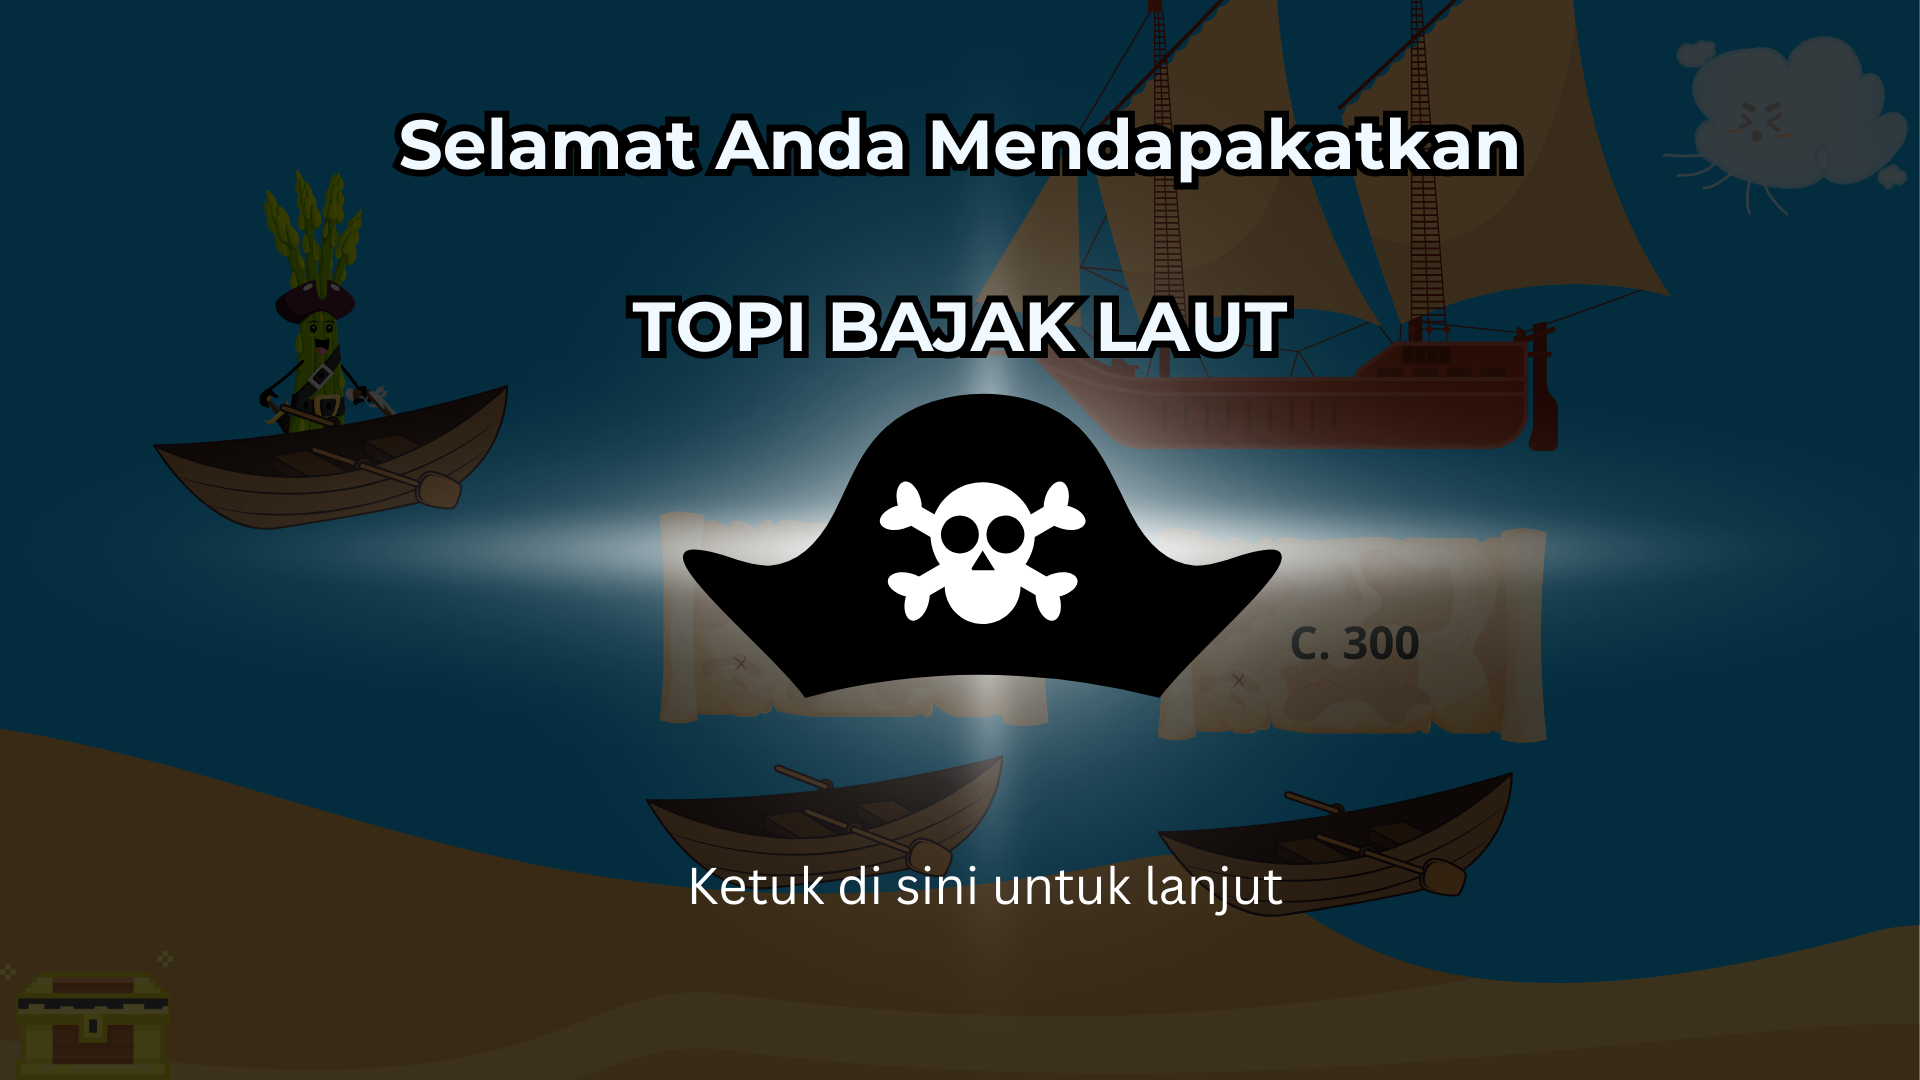 Selamat Anda Mendapakatkan
TOPI BAJAK LAUT
C. 300
Ketuk di sini untuk lanjut